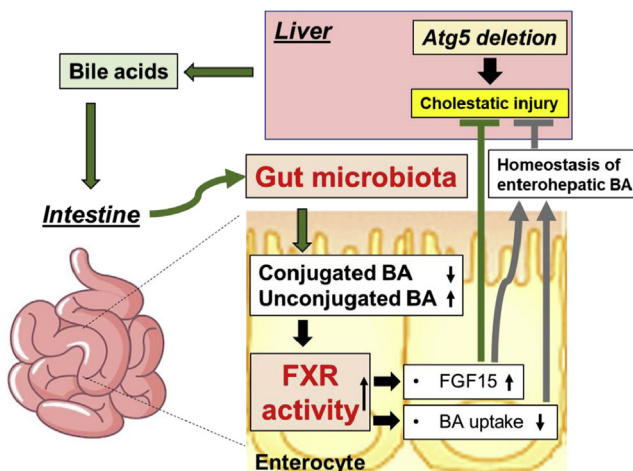 Liver
Atg5 deletion
Bile acids
Cholestatic injury
Homeostasis of
enterohepatic BA
Gut microbiota
Intestine
Conjugated BA ↓
Unconjugated BA ↑
FXR
activity ↑
• FGF15 ↑
• BA uptake ↓
Enterocyte